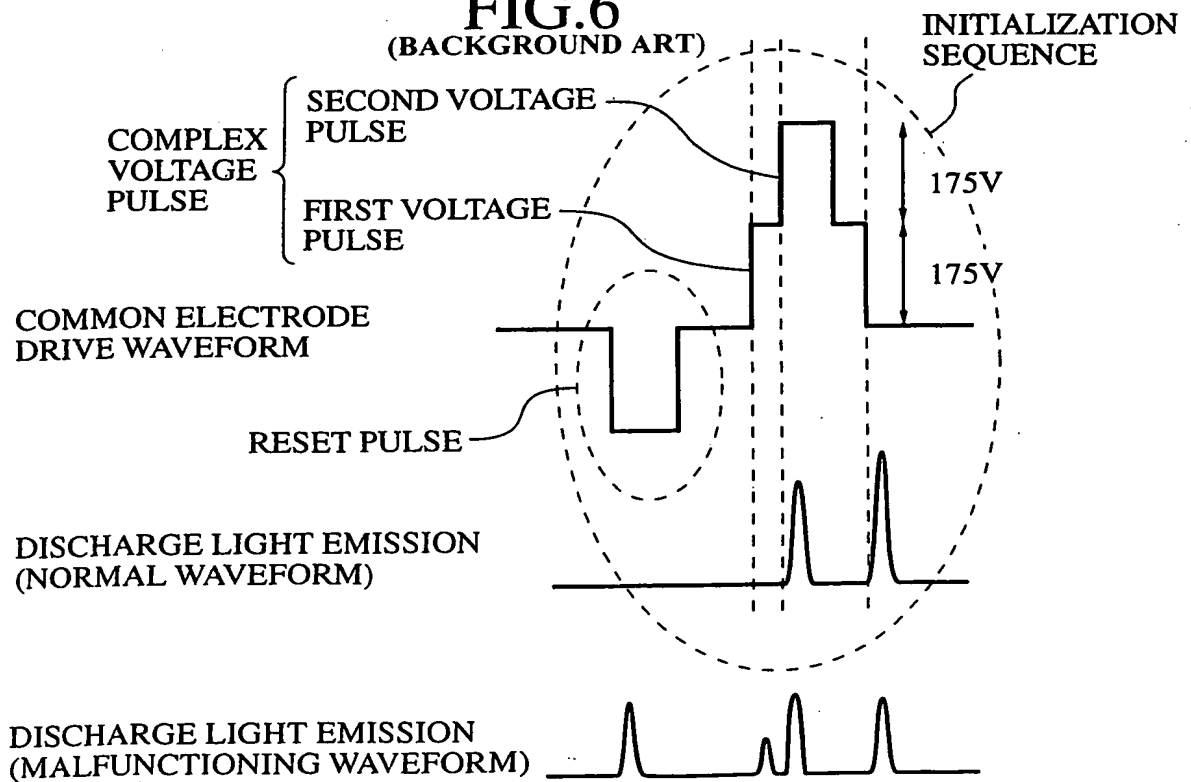 FIG.6
(BACKGROUND ART)
INITIALIZATION
SEQUENCE
COMPLEX
VOLTAGE
PULSE
SECOND VOLTAGE
PULSE
FIRST VOLTAGE
PULSE
175V
175V
COMMON ELECTRODE
DRIVE WAVEFORM
RESET PULSE
DISCHARGE LIGHT EMISSION
(NORMAL WAVEFORM)
DISCHARGE LIGHT EMISSION
(MALFUNCTIONING WAVEFORM)